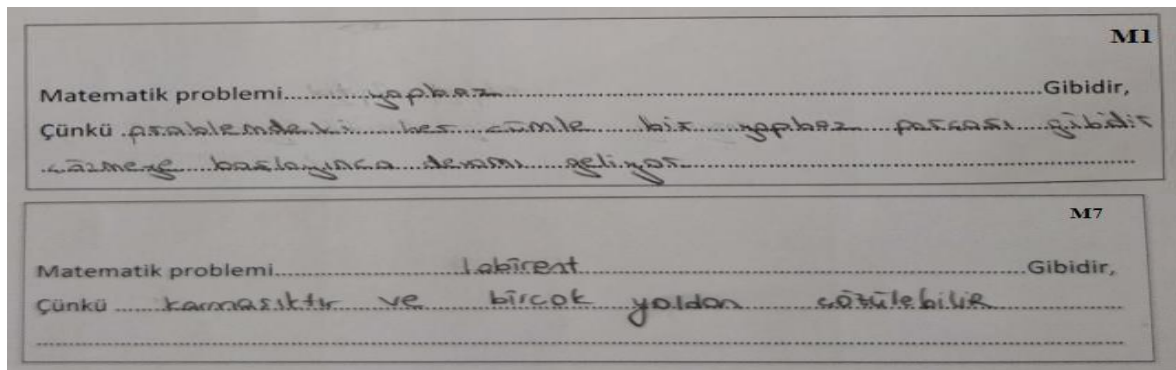 M1
Matematik problemi..........yapboz..........Gibidir,
Çünkü problemdeki her cümle bir yapboz parçası gibidir
çözmeye başlayınca devamı geliyor
M7
Matematik problemi..........labirent..........Gibidir,
Çünkü karmaşıktır ve birçok yoldan çözülebilir